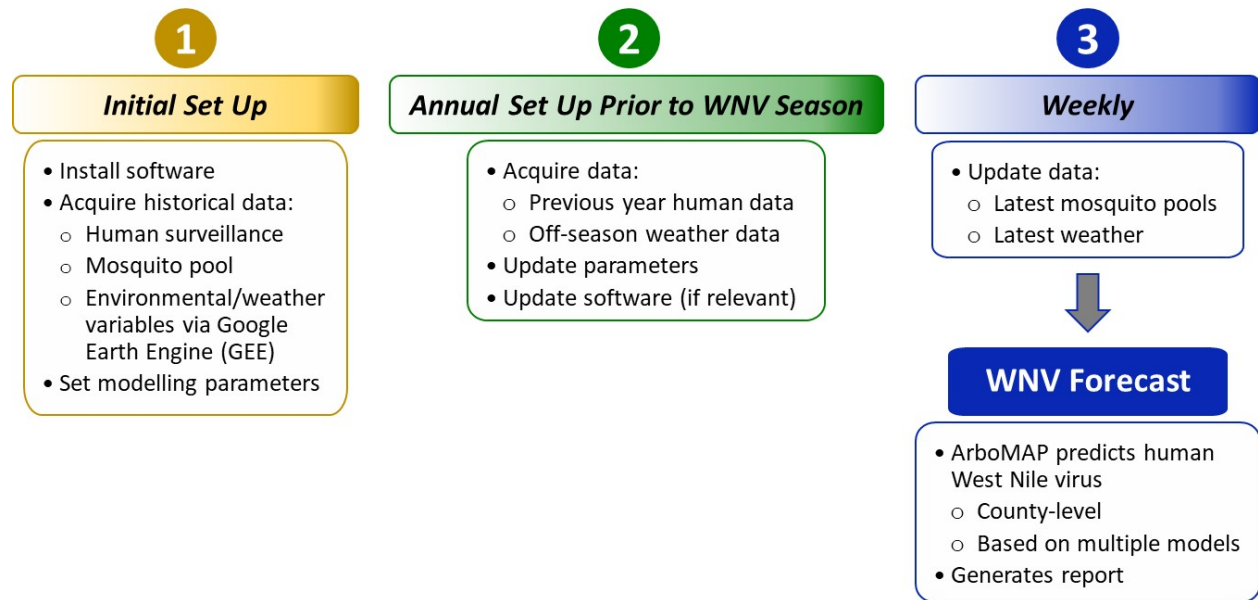 1
Initial Set Up
• Install software
• Acquire historical data:
o Human surveillance
o Mosquito pool
o Environmental/weather
variables via Google
Earth Engine (GEE)
• Set modelling parameters
2
Annual Set Up Prior to WNV Season
• Acquire data:
o Previous year human data
o Off-season weather data
• Update parameters
• Update software (if relevant)
3
Weekly
• Update data:
o Latest mosquito pools
o Latest weather
WNV Forecast
• ArboMAP predicts human
West Nile virus
o County-level
o Based on multiple models
• Generates report